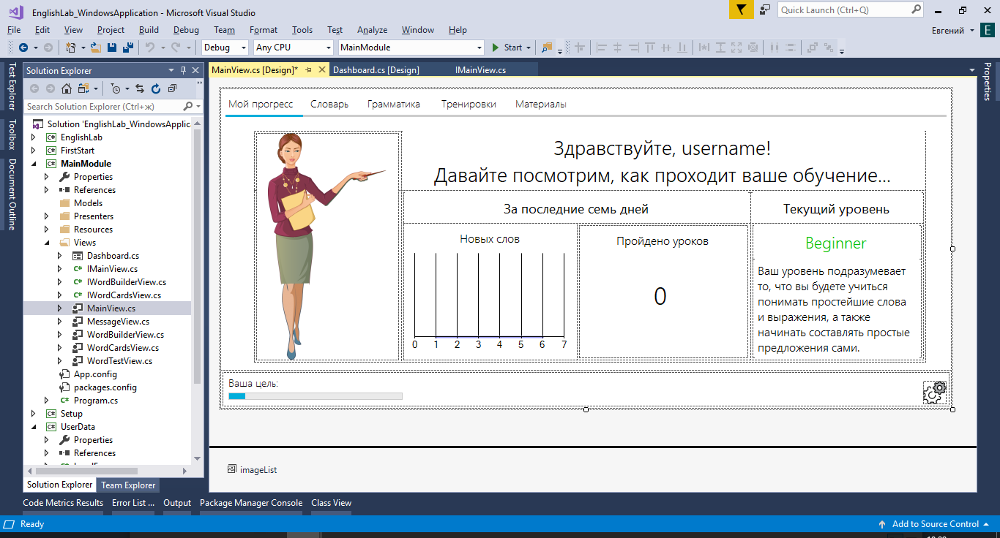 EnglishLab_WindowsApplication - Microsoft Visual Studio
Quick Launch (Ctrl+Q)
File Edit View Project Build Debug Team Format Tools Test Analyze Window Help
Евгений E
Debug Any CPU MainModule Start
Test Explorer
Toolbox
Document Outline
Solution Explorer
Search Solution Explorer (Ctrl+ж)
Solution 'EnglishLab_WindowsApplic
EnglishLab
FirstStart
MainModule
Properties
References
Models
Presenters
Resources
Views
Dashboard.cs
IMainView.cs
IWordBuilderView.cs
IWordCardsView.cs
MainView.cs
MessageView.cs
WordBuilderView.cs
WordCardsView.cs
WordTestView.cs
App.config
packages.config
Program.cs
Setup
UserData
Properties
References
Solution Explorer Team Explorer
MainView.cs [Design]* Dashboard.cs [Design] IMainView.cs
Мой прогресс Словарь Грамматика Тренировки Материалы
Здравствуйте, username!
Давайте посмотрим, как проходит ваше обучение...
За последние семь дней Текущий уровень
Новых слов
0 1 2 3 4 5 6 7
Пройдено уроков
0
Beginner
Ваш уровень подразумевает
то, что вы будете учиться
понимать простейшие слова
и выражения, а также
начинать составлять простые
предложения сами.
Ваша цель:
imageList
Properties
Code Metrics Results Error List ... Output Package Manager Console Class View
Ready Add to Source Control